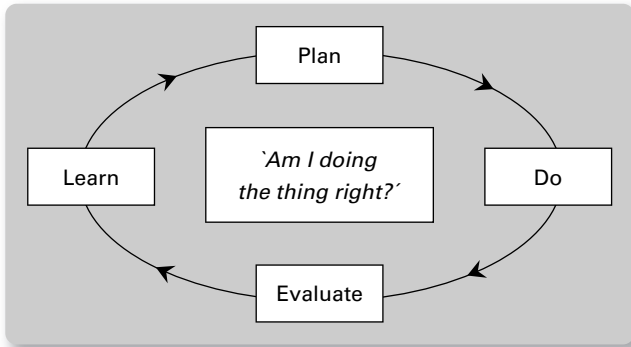 Plan
Learn
`Am I doing
the thing right?´
Do
Evaluate